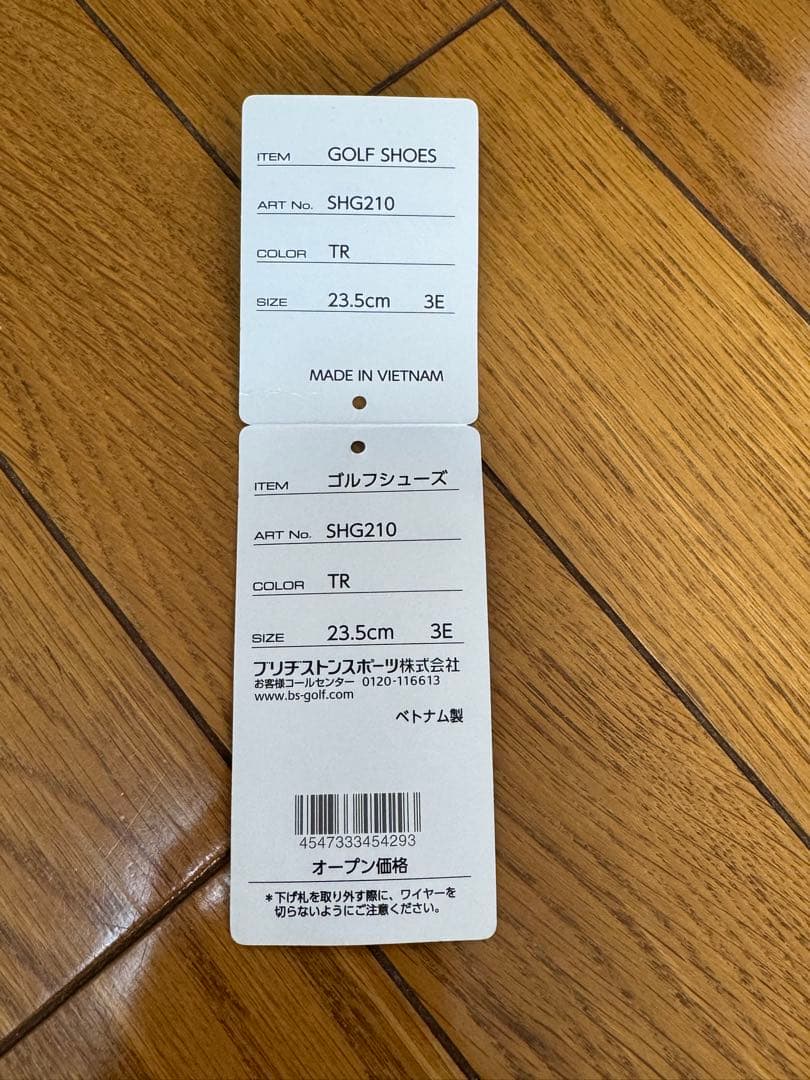 ITEM GOLF SHOES
ART No. SHG210
COLOR TR
SIZE 23.5cm 3E
MADE IN VIETNAM
ITEM ゴルフシューズ
ART No. SHG210
COLOR TR
SIZE 23.5cm 3E
ブリヂストンスポーツ株式会社
お客様コールセンター 0120-116613
www.bs-golf.com
ベトナム製
4547333454293
オープン価格
*下げ札を取り外す際に、ワイヤーを
切らないようにご注意ください。